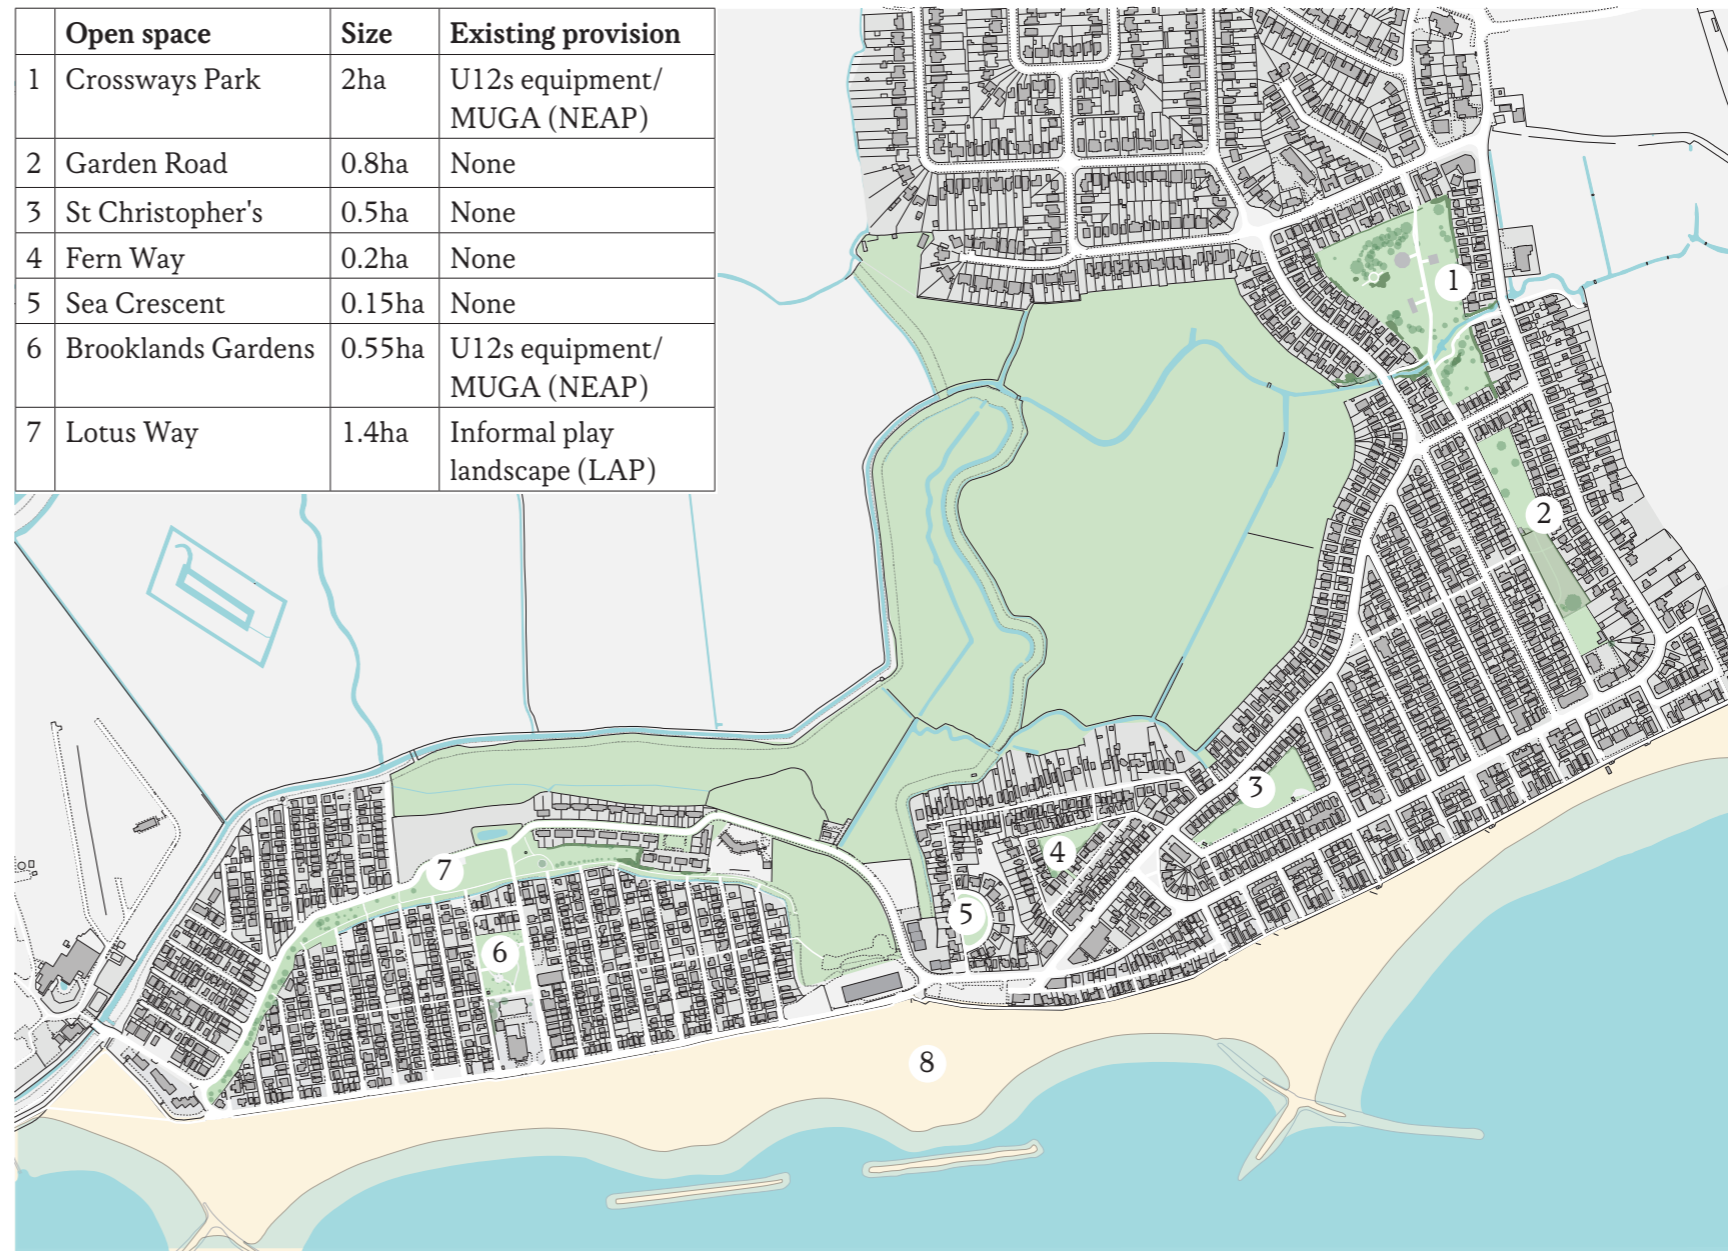 Open space Size Existing provision
1 Crossways Park 2ha U12s equipment/
MUGA (NEAP)
2 Garden Road 0.8ha None
3 St Christopher's 0.5ha None
4 Fern Way 0.2ha None
5 Sea Crescent 0.15ha None
6 Brooklands Gardens 0.55ha U12s equipment/
MUGA (NEAP)
7 Lotus Way 1.4ha Informal play
landscape (LAP)
1
2
3
4
5
7
6
8